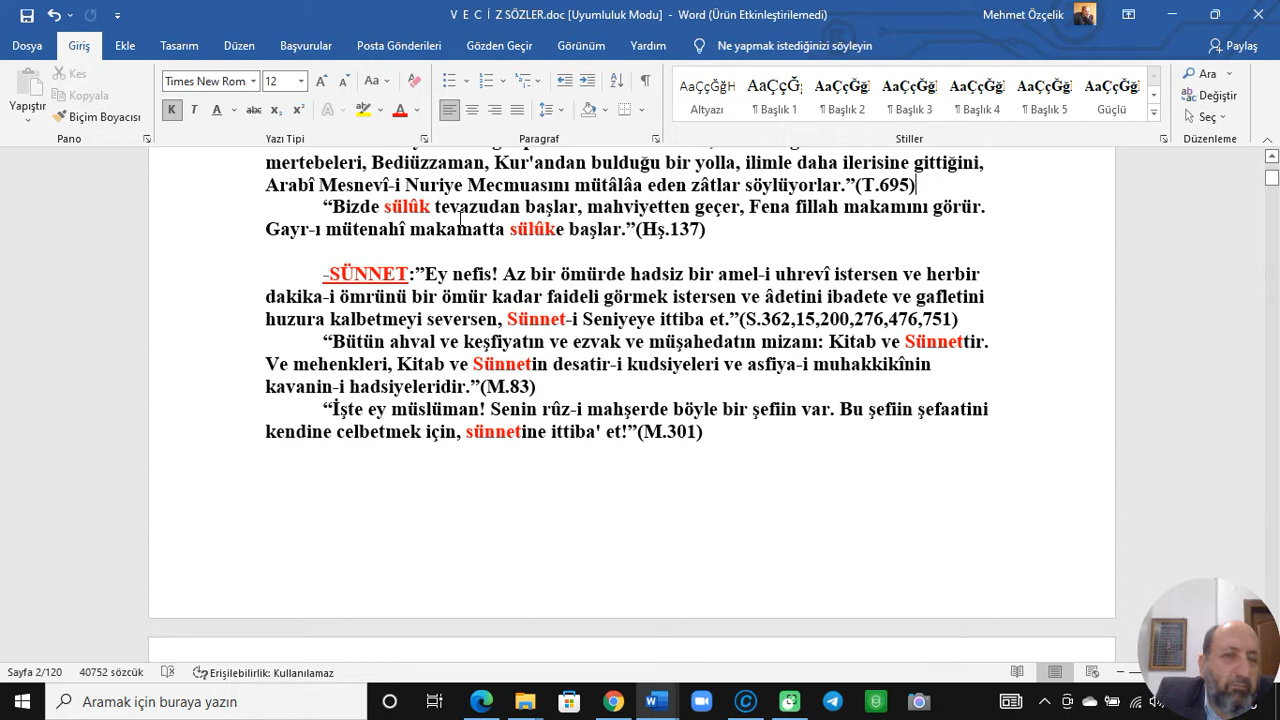 V E C İ Z SÖZLER.doc [Uyumluluk Modu] - Word (Ürün Etkinleştirilemedi)
Mehmet Özçelik
Dosya Giriş Ekle Tasarım Düzen Başvurular Posta Gönderileri Gözden Geçir Görünüm Yardım Ne yapmak istediğinizi söyleyin Paylaş
Yapıştır
Kes
Kopyala
Biçim Boyacısı
Times New Rom 12
AaÇçĞğH AaÇçĞ AaÇçĞğ AaÇçĞğ AaÇçĞğ AaÇçĞğ AaÇçĞğ
Altyazı ¶ Başlık 1 ¶ Başlık 2 ¶ Başlık 3 ¶ Başlık 4 ¶ Başlık 5 Güçlü
Ara
Değiştir
Seç
Pano Yazı Tipi Paragraf Stiller Düzenleme
mertebeleri, Bediüzzaman, Kur'andan bulduğu bir yolla, ilimle daha ilerisine gittiğini,
Arabî Mesnevî-i Nuriye Mecmuasını mütâlâa eden zâtlar söylüyorlar.”(T.695)
“Bizde sülûk tevazudan başlar, mahviyetten geçer, Fena fillah makamını görür.
Gayr-ı mütenahî makamatta sülûke başlar.”(Hş.137)
-SÜNNET:”Ey nefis! Az bir ömürde hadsiz bir amel-i uhrevî istersen ve herbir
dakika-i ömrünü bir ömür kadar faideli görmek istersen ve âdetini ibadete ve gafletini
huzura kalbetmeyi seversen, Sünnet-i Seniyeye ittiba et.”(S.362,15,200,276,476,751)
“Bütün ahval ve keşfiyatın ve ezvak ve müşahedatın mizanı: Kitab ve Sünnettir.
Ve mehenkleri, Kitab ve Sünnetin desatir-i kudsiyeleri ve asfiya-i muhakkikînin
kavanin-i hadsiyeleridir.”(M.83)
“İşte ey müslüman! Senin rûz-i mahşerde böyle bir şefiin var. Bu şefiin şefaatini
kendine celbetmek için, sünnetine ittiba' et!”(M.301)
Sayfa 2/120 40752 sözcük Erişilebilirlik: Kullanılamaz
Aramak için buraya yazın